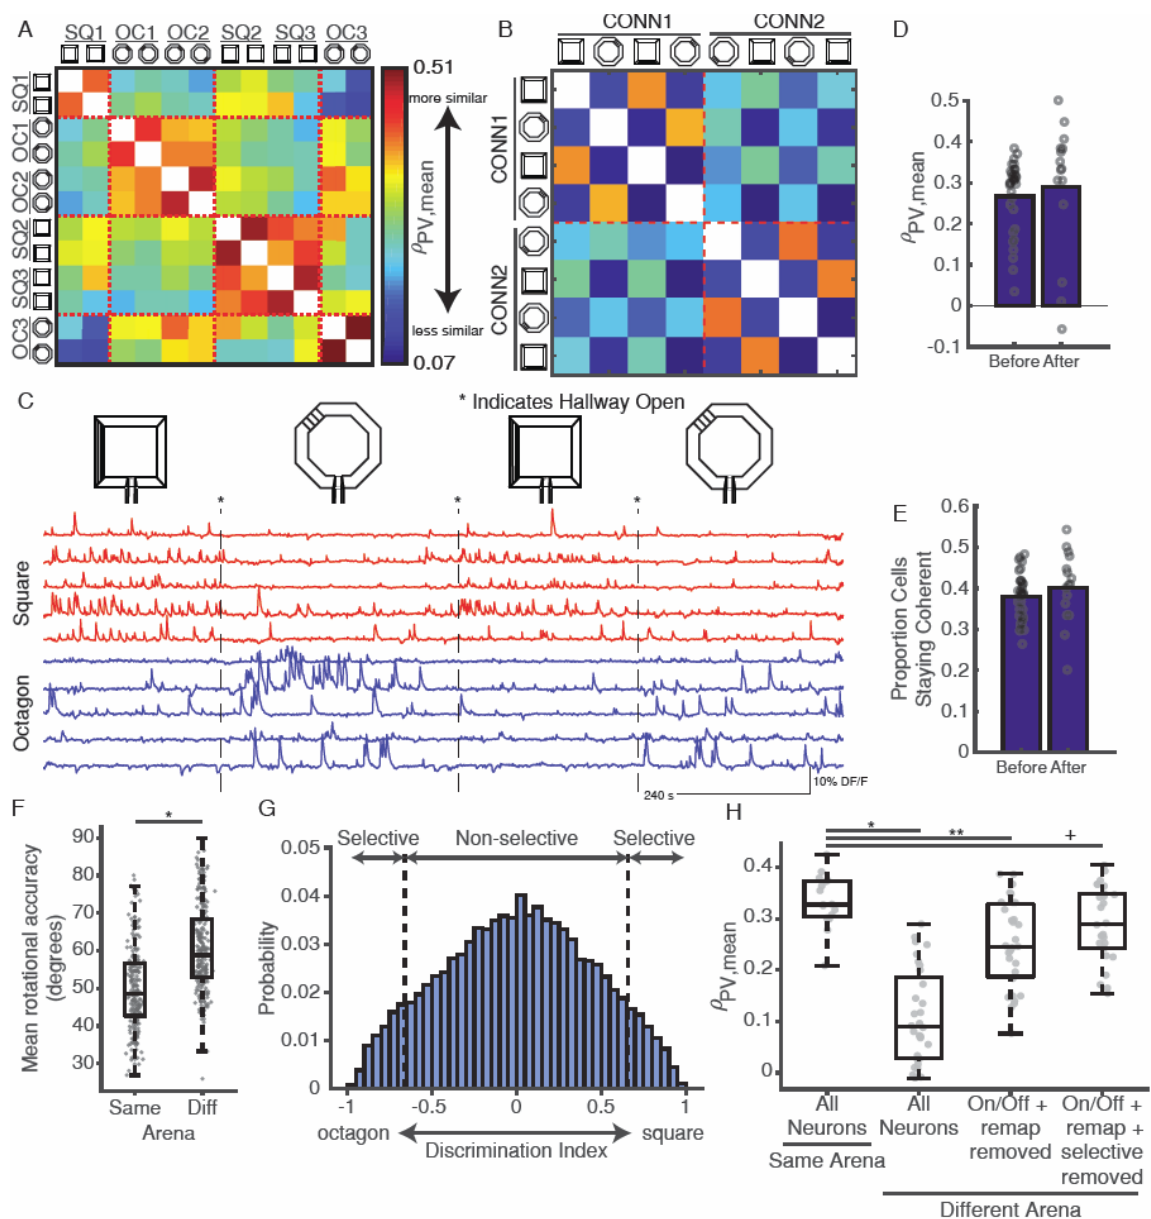 A
SQ1 OC1 OC2 SQ2 SQ3 OC3
SQ1
OC1
OC2
SQ2
SQ3
OC3
0.51
more similar
ρPV,mean
less similar
0.07
B
CONN1 CONN2
CONN1
CONN2
D
0.5
0.4
0.3
0.2
0.1
0
-0.1
ρPV,mean
Before After
C
* Indicates Hallway Open
* * *
Square
Octagon
10% DF/F
240 s
E
0.6
0.5
0.4
0.3
0.2
0.1
0
Proportion Cells
Staying Coherent
Before After
F
*
90
80
70
60
50
40
30
Mean rotational accuracy
(degrees)
Same Diff
Arena
G
Selective Non-selective Selective
0.05
0.04
0.03
0.02
0.01
0
Probability
-1 -0.5 0 0.5 1
octagon Discrimination Index square
H
* ** +
0.4
0.3
0.2
0.1
0
ρPV,mean
All
Neurons
All
Neurons
On/Off +
remap
removed
On/Off +
remap +
selective
removed
Same Arena
Different Arena